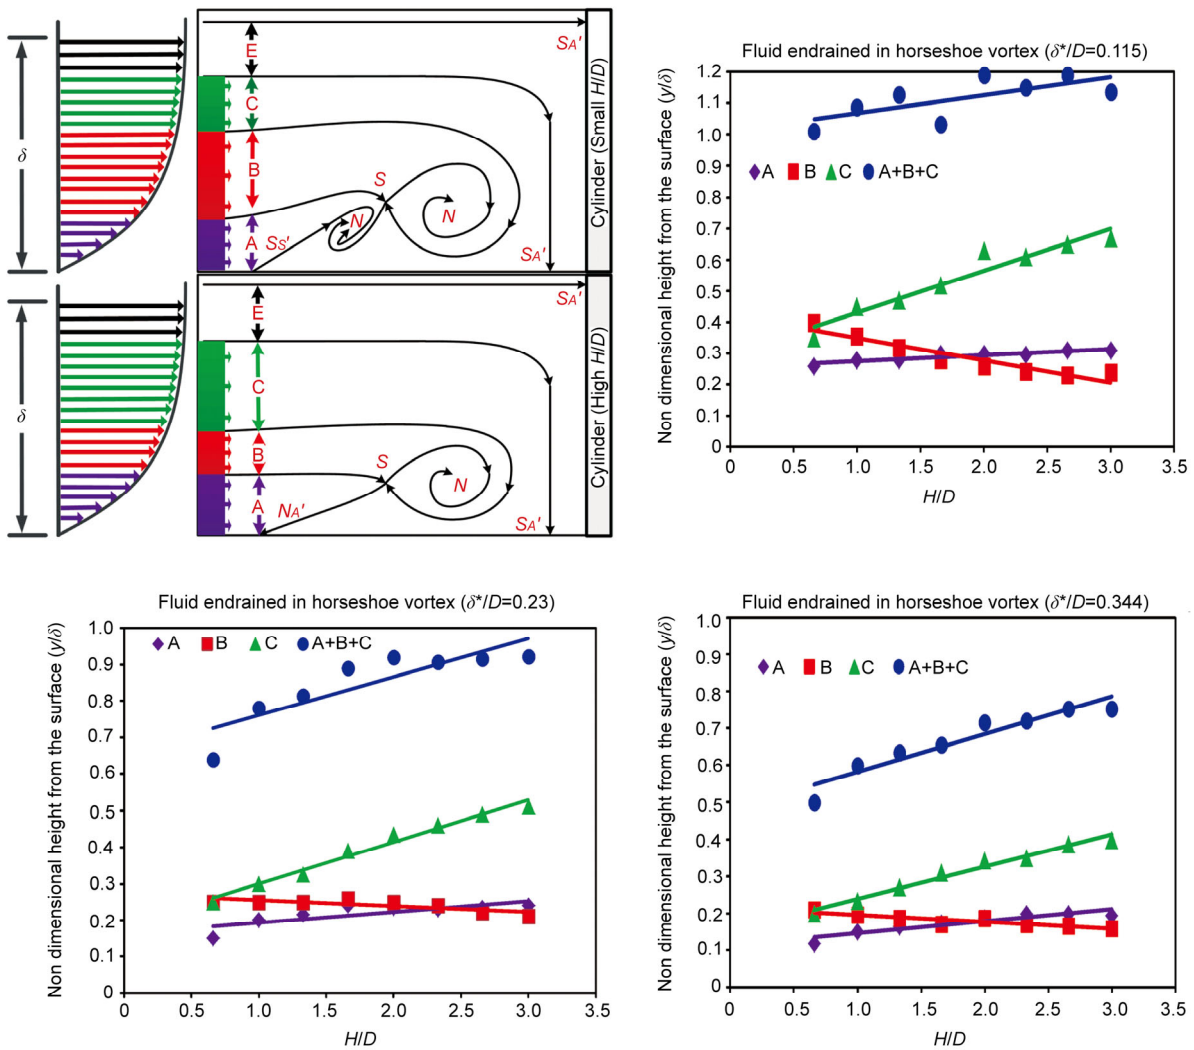 δ
E
C
B
A
S
N
N
SS'
SA'
SA'
Cylinder (Small H/D)
δ
E
C
B
A
S
N
NA'
SA'
SA'
Cylinder (High H/D)
Fluid endrained in horseshoe vortex (δ*/D=0.115)
Non dimensional height from the surface (y/δ)
1.2
1.1
1.0
0.9
0.8
0.7
0.6
0.5
0.4
0.3
0.2
0.1
0
A B C A+B+C
0 0.5 1.0 1.5 2.0 2.5 3.0 3.5
H/D
Fluid endrained in horseshoe vortex (δ*/D=0.23)
Non dimensional height from the surface (y/δ)
1.0
0.9
0.8
0.7
0.6
0.5
0.4
0.3
0.2
0.1
0
A B C A+B+C
0 0.5 1.0 1.5 2.0 2.5 3.0 3.5
H/D
Fluid endrained in horseshoe vortex (δ*/D=0.344)
Non dimensional height from the surface (y/δ)
1.0
0.9
0.8
0.7
0.6
0.5
0.4
0.3
0.2
0.1
0
A B C A+B+C
0 0.5 1.0 1.5 2.0 2.5 3.0 3.5
H/D